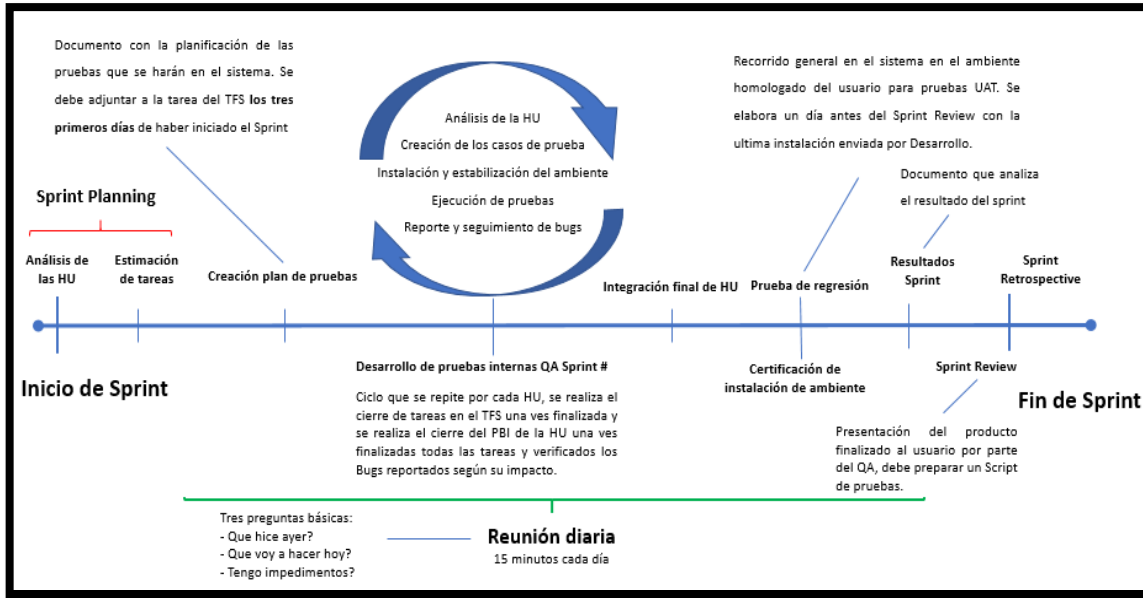 Documento con la planificación de las
pruebas que se harán en el sistema. Se
debe adjuntar a la tarea del TFS los tres
primeros días de haber iniciado el Sprint
Análisis de la HU
Creación de los casos de prueba
Instalación y estabilización del ambiente
Ejecución de pruebas
Reporte y seguimiento de bugs
Recorrido general en el sistema en el ambiente
homologado del usuario para pruebas UAT. Se
elabora un día antes del Sprint Review con la
ultima instalación enviada por Desarrollo.
Documento que analiza
el resultado del sprint
Sprint Planning
Análisis de
las HU
Estimación
de tareas
Creación plan de pruebas
Integración final de HU
Prueba de regresión
Resultados
Sprint
Sprint
Retrospective
Inicio de Sprint
Desarrollo de pruebas internas QA Sprint #
Ciclo que se repite por cada HU, se realiza el
cierre de tareas en el TFS una ves finalizada y
se realiza el cierre del PBI de la HU una ves
finalizadas todas las tareas y verificados los
Bugs reportados según su impacto.
Certificación de
instalación de ambiente
Sprint Review
Fin de Sprint
Presentación del producto
finalizado al usuario por parte
del QA, debe preparar un Script
de pruebas.
Tres preguntas básicas:
- Que hice ayer?
- Que voy a hacer hoy?
- Tengo impedimentos?
Reunión diaria
15 minutos cada día